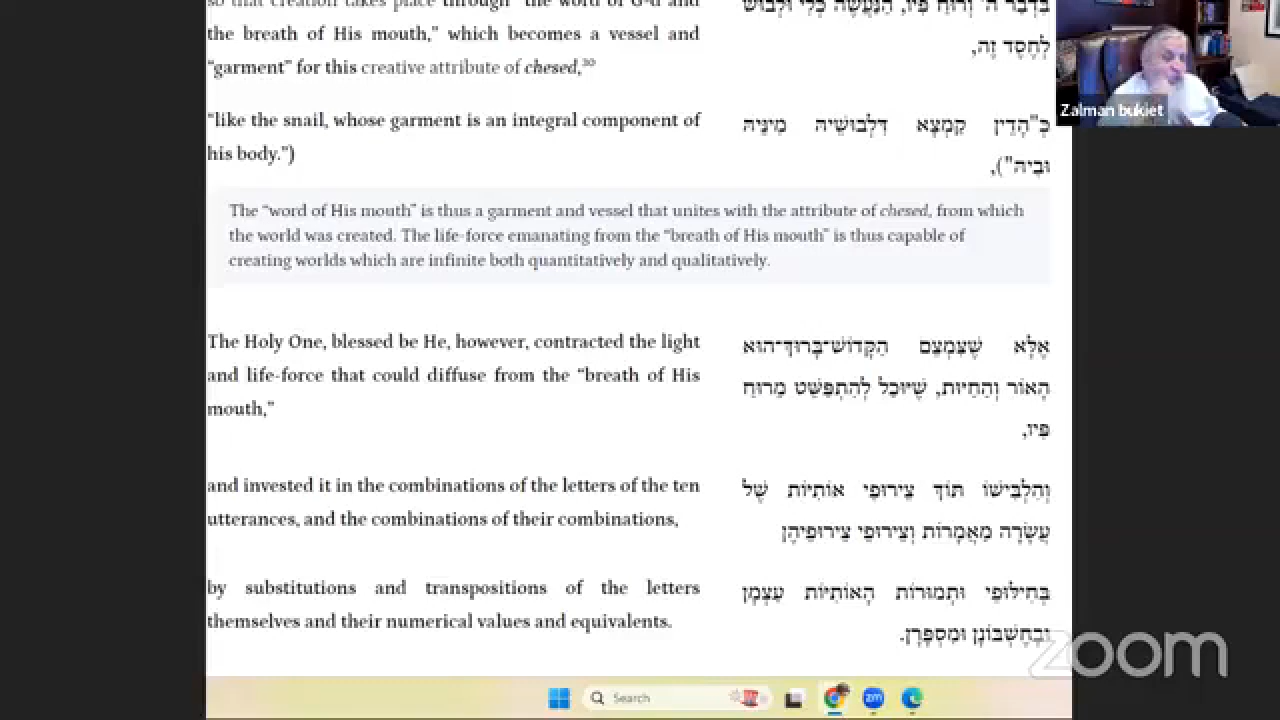 so that creation takes place through “the word of G-d and
the breath of His mouth,” which becomes a vessel and
“garment” for this creative attribute of chesed,³⁰
בִּדְבַר ה' וְרוּחַ פִּיו, הַנַּעֲשֶׂה כְּלִי וּלְבוּשׁ
לְחֶסֶד זֶה,
“like the snail, whose garment is an integral component of
his body.”)
כְּ"הָדֵין קַמְצָא דִּלְבוּשֵׁיהּ מִינֵּיהּ
וּבֵיהּ"),
The “word of His mouth” is thus a garment and vessel that unites with the attribute of chesed, from which
the world was created. The life-force emanating from the “breath of His mouth” is thus capable of
creating worlds which are infinite both quantitatively and qualitatively.
The Holy One, blessed be He, however, contracted the light
and life-force that could diffuse from the “breath of His
mouth,”
אֶלָּא שֶׁצִּמְצֵם הַקָּדוֹשׁ־בָּרוּךְ־הוּא
הָאוֹר וְהַחַיּוּת, שֶׁיּוּכַל לְהִתְפַּשֵּׁט מֵרוּחַ
פִּיו,
and invested it in the combinations of the letters of the ten
utterances, and the combinations of their combinations,
וְהִלְבִּישׁוֹ תּוֹךְ צֵירוּפֵי אוֹתִיּוֹת שֶׁל
עֲשָׂרָה מַאֲמָרוֹת וְצֵירוּפֵי צֵירוּפֵיהֶן
by substitutions and transpositions of the letters
themselves and their numerical values and equivalents.
בְּחִילּוּפֵי וּתְמוּרוֹת הָאוֹתִיּוֹת עַצְמָן
וּבְחֶשְׁבּוֹנָן וּמִסְפָּרָן.
Zalman bukiet
zoom
Search
zm